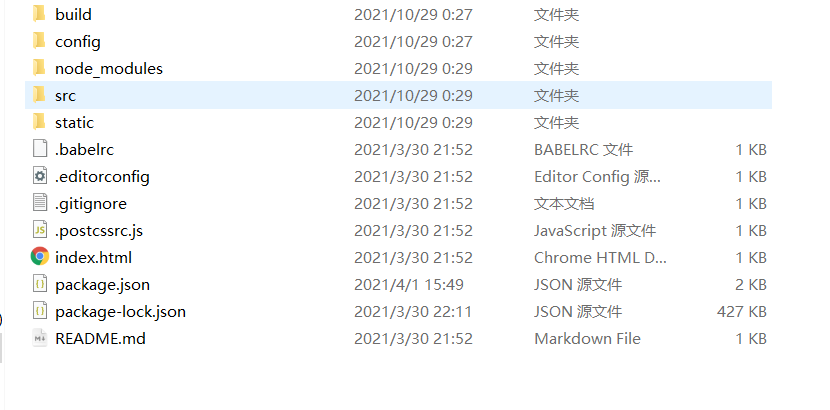 build 2021/10/29 0:27 文件夹
config 2021/10/29 0:27 文件夹
node_modules 2021/10/29 0:29 文件夹
src 2021/10/29 0:29 文件夹
static 2021/10/29 0:29 文件夹
.babelrc 2021/3/30 21:52 BABELRC 文件 1 KB
.editorconfig 2021/3/30 21:52 Editor Config 源... 1 KB
.gitignore 2021/3/30 21:52 文本文档 1 KB
.postcssrc.js 2021/3/30 21:52 JavaScript 源文件 1 KB
index.html 2021/3/30 21:52 Chrome HTML D... 1 KB
package.json 2021/4/1 15:49 JSON 源文件 2 KB
package-lock.json 2021/3/30 22:11 JSON 源文件 427 KB
README.md 2021/3/30 21:52 Markdown File 1 KB